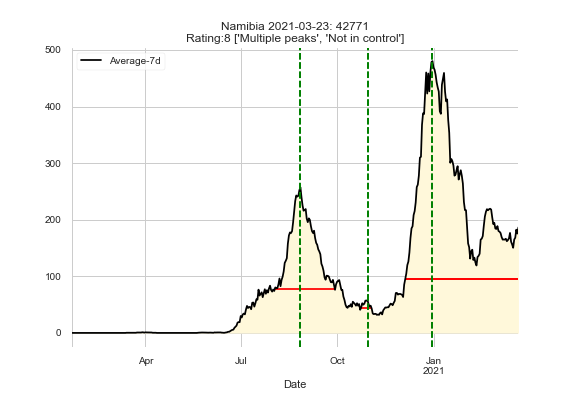 Namibia 2021-03-23: 42771
Rating:8 ['Multiple peaks', 'Not in control']
Average-7d
500
400
300
200
100
0
Apr
Jul
Oct
Jan
2021
Date